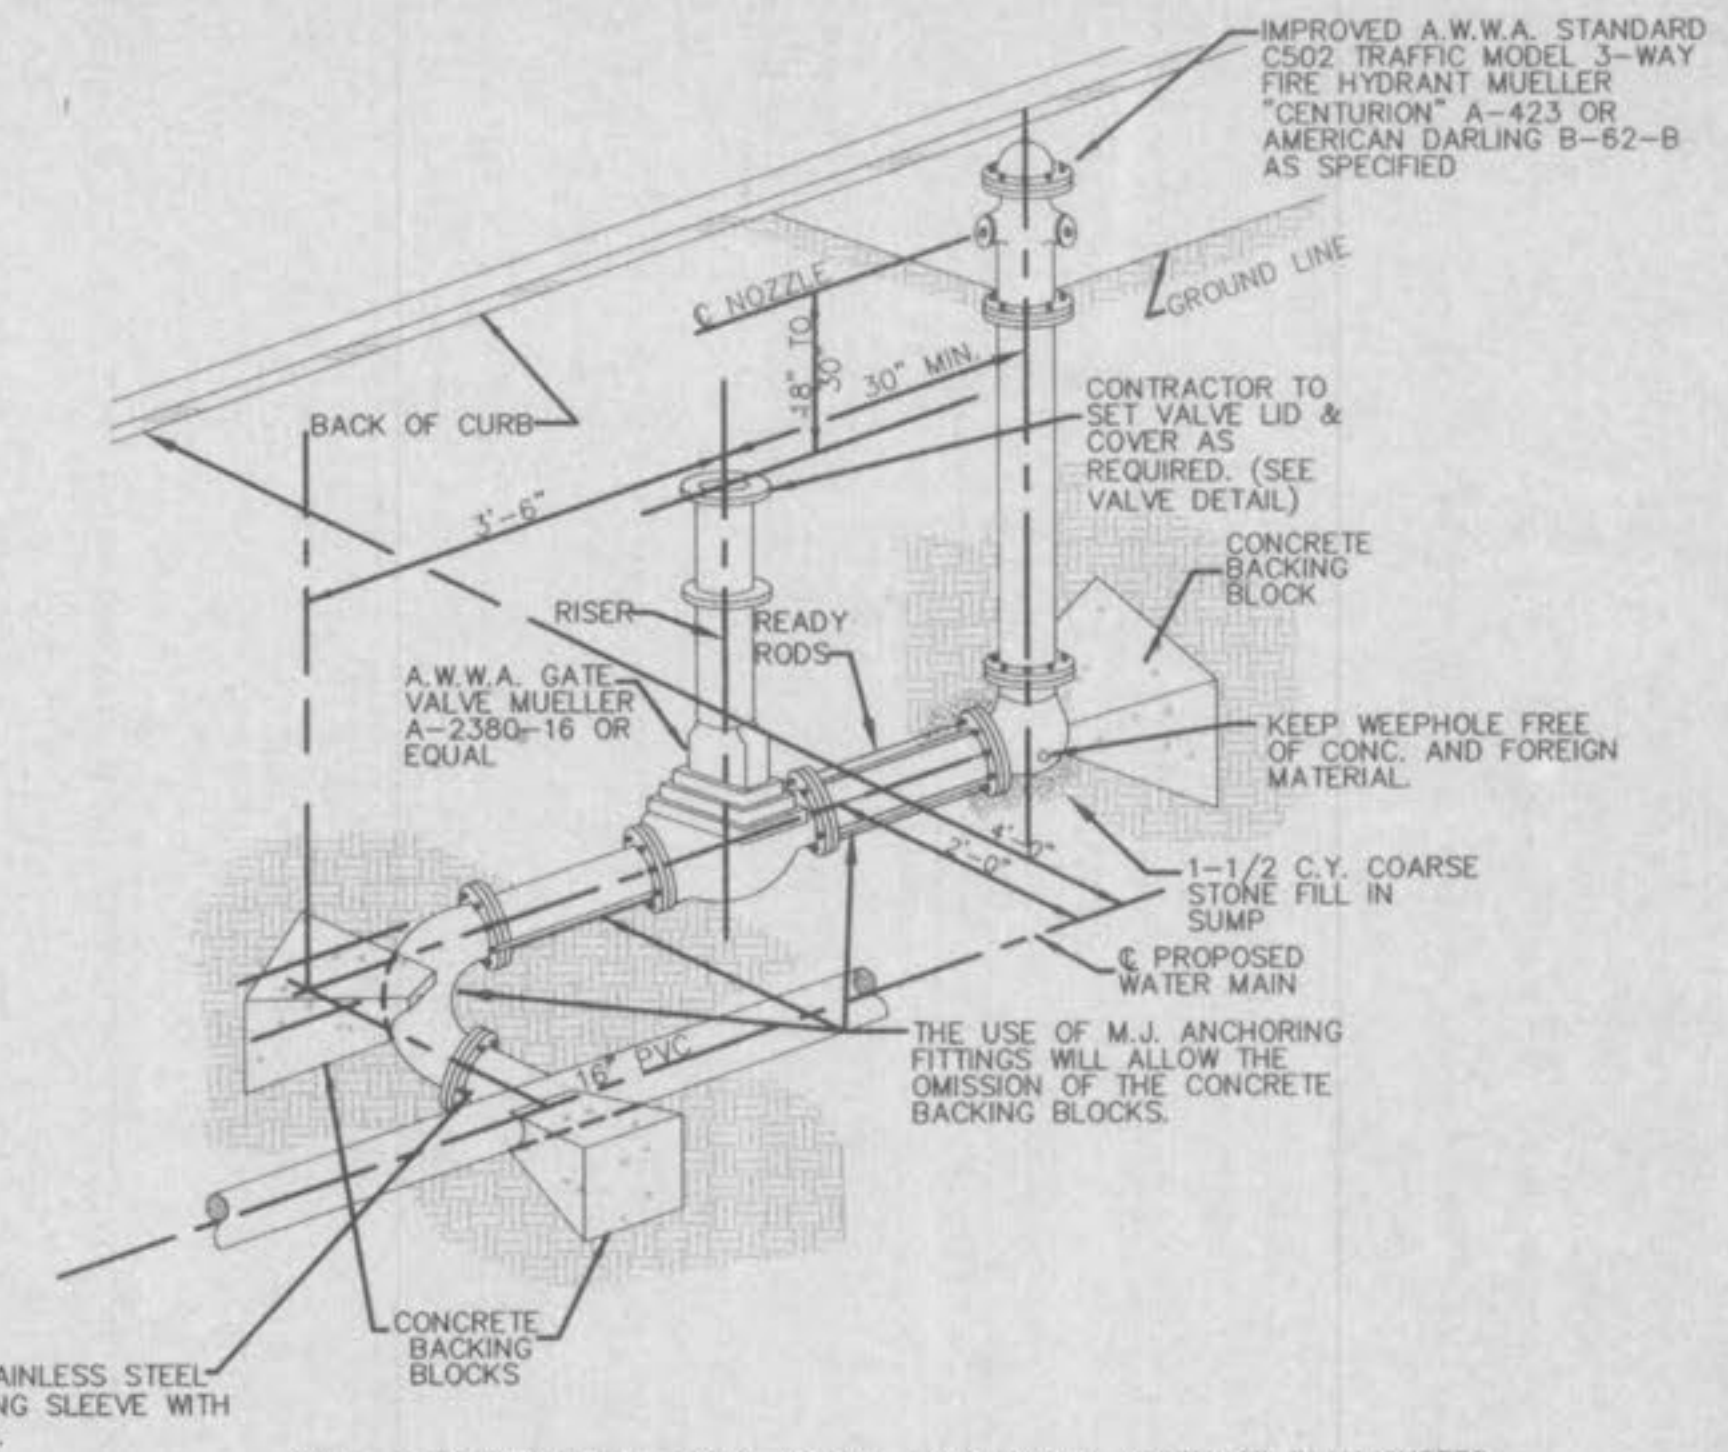 IMPROVED A.W.W.A. STANDARD
C502 TRAFFIC MODEL 3-WAY
FIRE HYDRANT MUELLER
"CENTURION" A-423 OR
AMERICAN DARLING B-62-B
AS SPECIFIED
℄ NOZZLE
GROUND LINE
18" TO
30"
30" MIN.
BACK OF CURB
CONTRACTOR TO
SET VALVE LID &
COVER AS
REQUIRED. (SEE
VALVE DETAIL)
3'-6"
CONCRETE
BACKING
BLOCK
RISER
READY
RODS
A.W.W.A. GATE
VALVE MUELLER
A-2380-16 OR
EQUAL
KEEP WEEPHOLE FREE
OF CONC. AND FOREIGN
MATERIAL.
4'-0"
2'-0"
1-1/2 C.Y. COARSE
STONE FILL IN
SUMP
℄ PROPOSED
WATER MAIN
THE USE OF M.J. ANCHORING
FITTINGS WILL ALLOW THE
OMISSION OF THE CONCRETE
BACKING BLOCKS.
16" PVC
CONCRETE
BACKING
BLOCKS
AINLESS STEEL
NG SLEEVE WITH